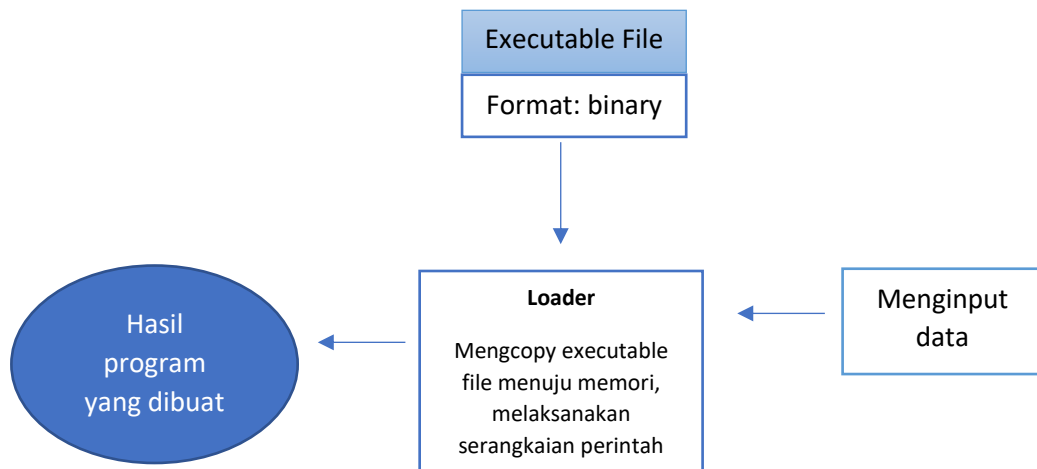 Executable File
Format: binary
Hasil
program
yang dibuat
Loader
Mengcopy executable
file menuju memori,
melaksanakan
serangkaian perintah
Menginput
data